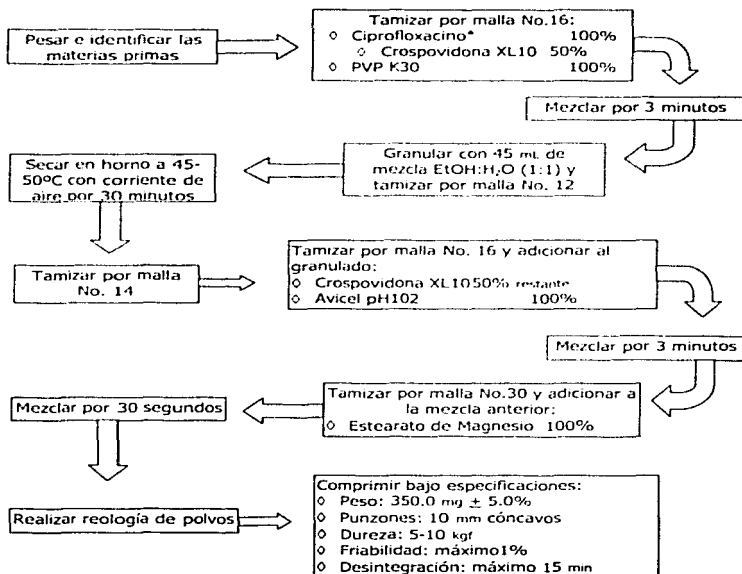 Pesar e identificar las
materias primas
Tamizar por malla No.16:
◊ Ciprofloxacino* 100%
◊ Crospovidona XL10 50%
◊ PVP K30 100%
Mezclar por 3 minutos
Granular con 45 mL de
mezcla EtOH:H₂O (1:1) y
tamizar por malla No. 12
Secar en horno a 45-
50ºC con corriente de
aire por 30 minutos
Tamizar por malla
No. 14
Tamizar por malla No. 16 y adicionar al
granulado:
◊ Crospovidona XL10 50% restante
◊ Avicel pH102 100%
Mezclar por 3 minutos
Tamizar por malla No.30 y adicionar a
la mezcla anterior:
◊ Estearato de Magnesio 100%
Mezclar por 30 segundos
Realizar reología de polvos
Comprimir bajo especificaciones:
◊ Peso: 350.0 mg ± 5.0%
◊ Punzones: 10 mm cóncavos
◊ Dureza: 5-10 kgf
◊ Friabilidad: máximo1%
◊ Desintegración: máximo 15 min